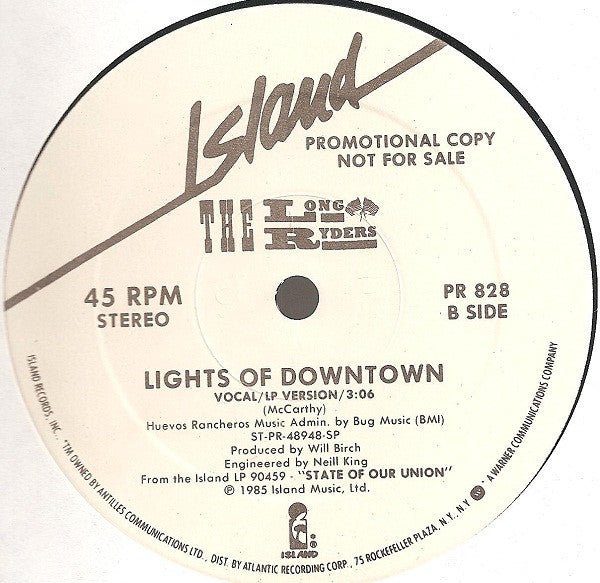 Island
PROMOTIONAL COPY
NOT FOR SALE
THE LONG RYDERS
45 RPM
STEREO
PR 828
B SIDE
LIGHTS OF DOWNTOWN
VOCAL/LP VERSION/3:06
(McCarthy)
Huevos Rancheros Music Admin. by Bug Music (BMI)
ST-PR-48948-SP
Produced by Will Birch
Engineered by Neill King
From the Island LP 90459 - "STATE OF OUR UNION"
℗ 1985 Island Music, Ltd.
ISLAND ®
ISLAND RECORDS, INC., ™ OWNED BY ANTILLES COMMUNICATIONS LTD., DIST. BY ATLANTIC RECORDING CORP., 75 ROCKEFELLER PLAZA, N.Y., N.Y. A WARNER COMMUNICATIONS COMPANY